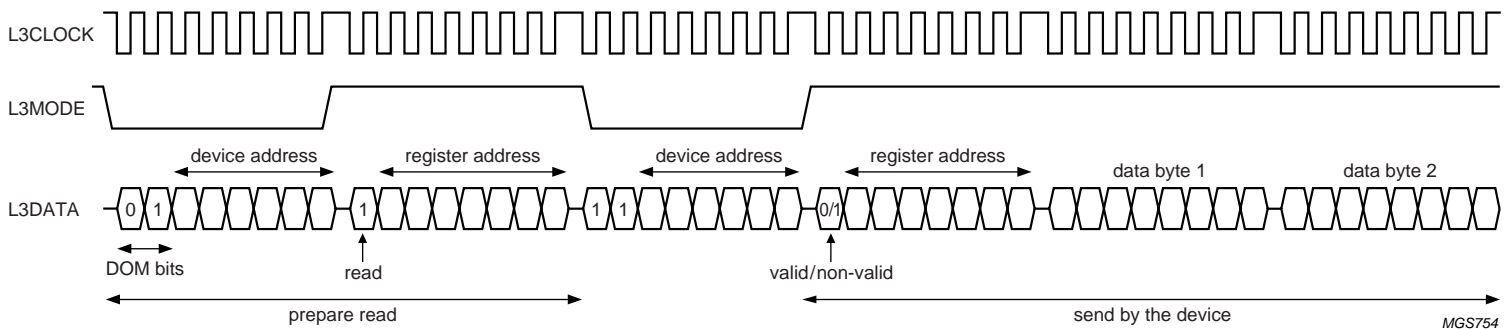 L3CLOCK
L3MODE
device address register address device address register address data byte 1 data byte 2
L3DATA 0 1 1 1 1 0/1
DOM bits read valid/non-valid
prepare read send by the device
MGS754